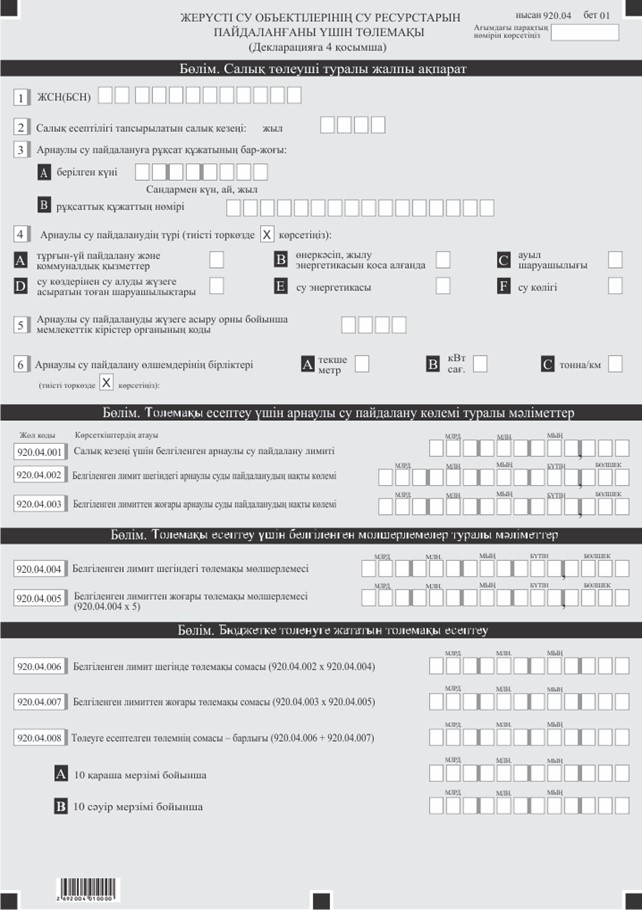 ЖЕРҮСТІ СУ ОБЪЕКТІЛЕРІНІҢ СУ РЕСУРСТАРЫН
ПАЙДАЛАНҒАНЫ ҮШІН ТӨЛЕМАҚЫ
(Декларацияға 4 қосымша)
нысан 920.04 бет 01
Ағымдағы парақтың
нөмірін көрсетіңіз
Бөлім. Салық төлеуші туралы жалпы ақпарат
1 ЖСН(БСН)
2 Салық есептілігі тапсырылатын салық кезеңі: жыл
3 Арнаулы су пайдалануға рұқсат құжатының бар-жоғы:
A берілген күні
Сандармен күн, ай, жыл
B рұқсаттық құжаттың нөмірі
4 Арнаулы су пайдаланудың түрі (тиісті торкөзде X көрсетіңіз):
A тұрғын-үй пайдалану және
коммуналдық қызметтер
B өнеркәсіп, жылу
энергетикасын қоса алғанда
C ауыл
шаруашылығы
D су көздерінен су алуды жүзеге
асыратын тоған шаруашылықтары
E су энергетикасы
F су көлігі
5 Арнаулы су пайдалануды жүзеге асыру орны бойынша
мемлекеттік кірістер органының коды
6 Арнаулы су пайдалану өлшемдерінің бірліктері
A текше
метр
B кВт
сағ.
C тонна/км
(тиісті торкөзде X көрсетіңіз):
Бөлім. Толемақы есептеу үшін арнаулы су пайдалану көлемі туралы мәліметтер
Жол коды Көрсеткіштердің атауы
МЛРД МЛН. МЫҢ
920.04.001 Салық кезеңі үшін белгіленген арнаулы су пайдалану лимиті ,
МЛРД МЛН. МЫҢ БҮТІН БӨЛШЕК
920.04.002 Белгіленген лимит шегіндегі арнаулы суды пайдаланудың нақты көлемі ,
МЛРД МЛН. МЫҢ БҮТІН БӨЛШЕК
920.04.003 Белгіленген лимиттен жоғары арнаулы суды пайдаланудың нақты көлемі ,
Бөлім. Толемақы есептеу үшін белгіленген молшерлемелер туралы мәліметтер
МЛРД МЛН. МЫҢ БҮТІН БӨЛШЕК
920.04.004 Белгіленген лимит шегіндегі төлемақы мөлшерлемесі ,
МЛРД МЛН. МЫҢ БҮТІН БӨЛШЕК
920.04.005 Белгіленген лимиттен жоғары төлемақы мөлшерлемесі ,
(920.04.004 x 5)
Бөлім. Бюджетке толенуге жататын толемақы есептеу
МЛРД МЛН. МЫҢ
920.04.006 Белгіленген лимит шегінде төлемақы сомасы (920.04.002 x 920.04.004)
МЛРД МЛН. МЫҢ
920.04.007 Белгіленген лимиттен жоғары төлемақы сомасы (920.04.003 x 920.04.005)
МЛРД МЛН. МЫҢ
920.04.008 Төлеуге есептелген төлемнің сомасы – барлығы (920.04.006 + 920.04.007)
МЛРД МЛН. МЫҢ
A 10 қараша мерзімі бойынша
МЛРД МЛН. МЫҢ
B 10 сәуір мерзімі бойынша
2692004010000